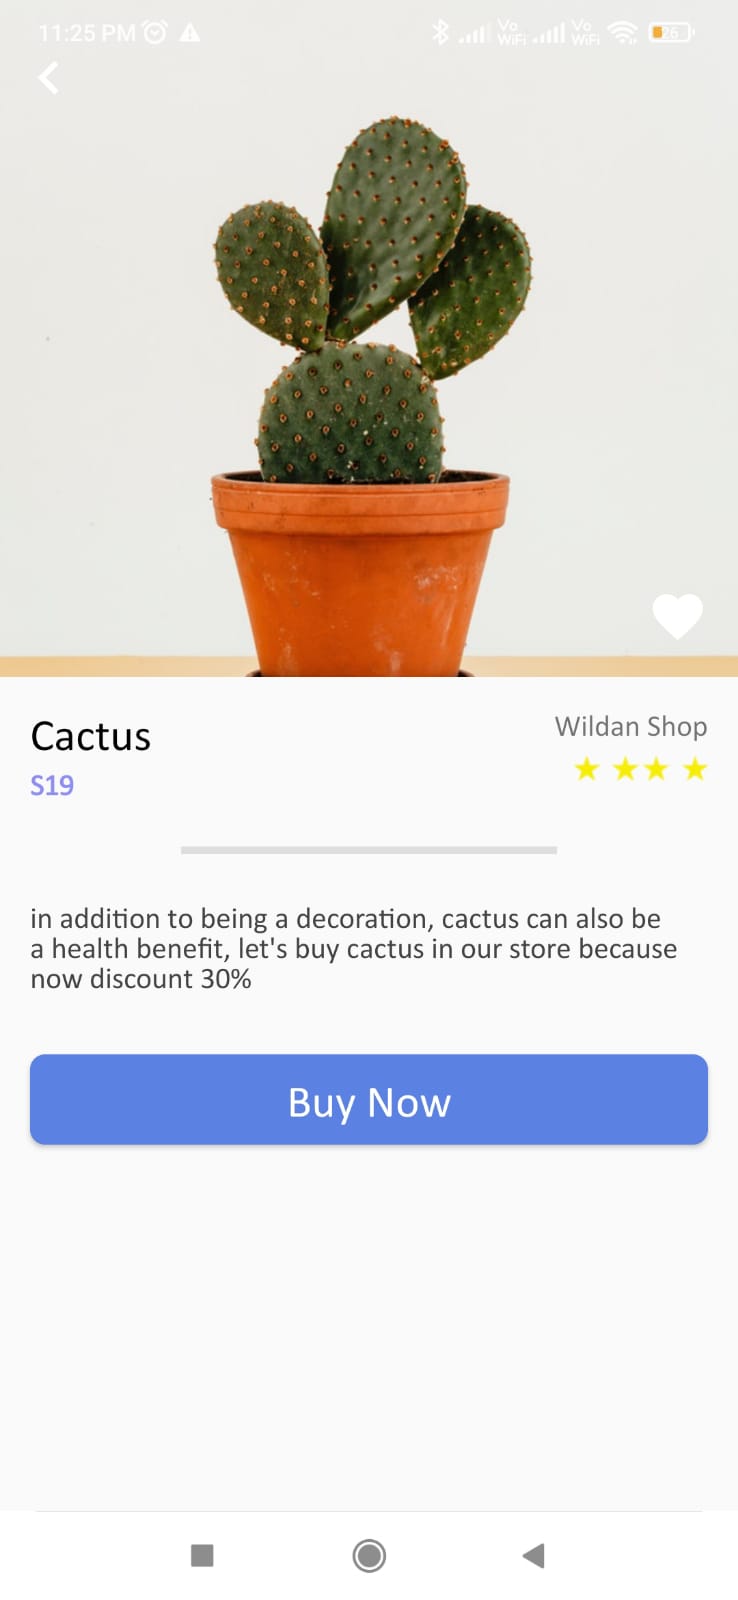 11:25 PM
Vo WiFi Vo WiFi 26
Cactus
Wildan Shop
S19
in addition to being a decoration, cactus can also be
a health benefit, let's buy cactus in our store because
now discount 30%
Buy Now